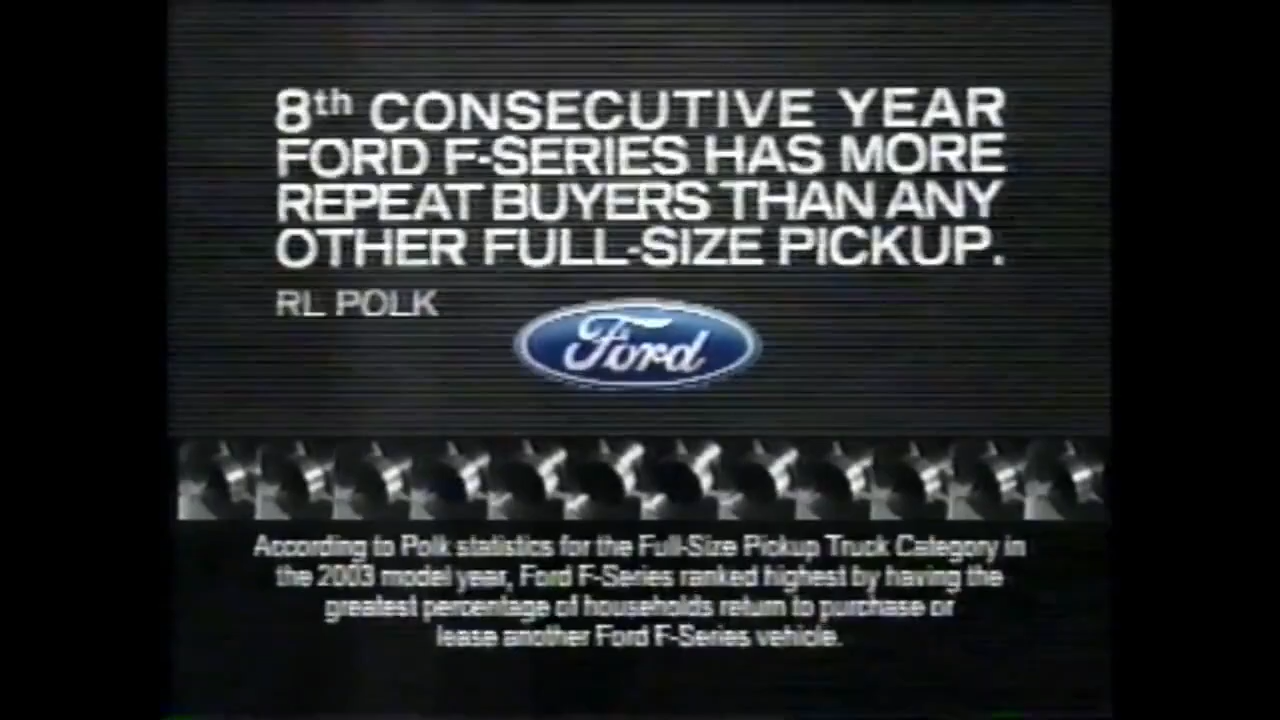 8th CONSECUTIVE YEAR
FORD F-SERIES HAS MORE
REPEAT BUYERS THAN ANY
OTHER FULL-SIZE PICKUP.
RL POLK
Ford
According to Polk statistics for the Full-Size Pickup Truck Category in
the 2003 model year, Ford F-Series ranked highest by having the
greatest percentage of households return to purchase or
lease another Ford F-Series vehicle.